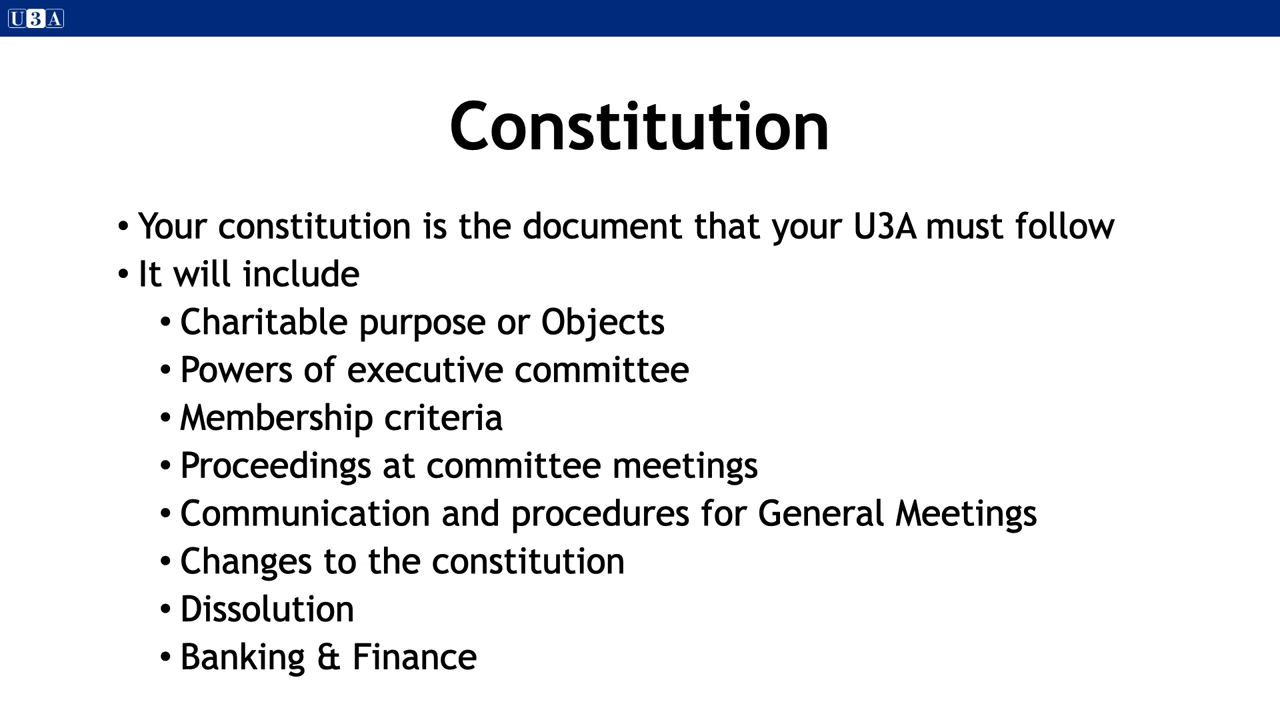 U3A
Constitution
• Your constitution is the document that your U3A must follow
• It will include
• Charitable purpose or Objects
• Powers of executive committee
• Membership criteria
• Proceedings at committee meetings
• Communication and procedures for General Meetings
• Changes to the constitution
• Dissolution
• Banking & Finance